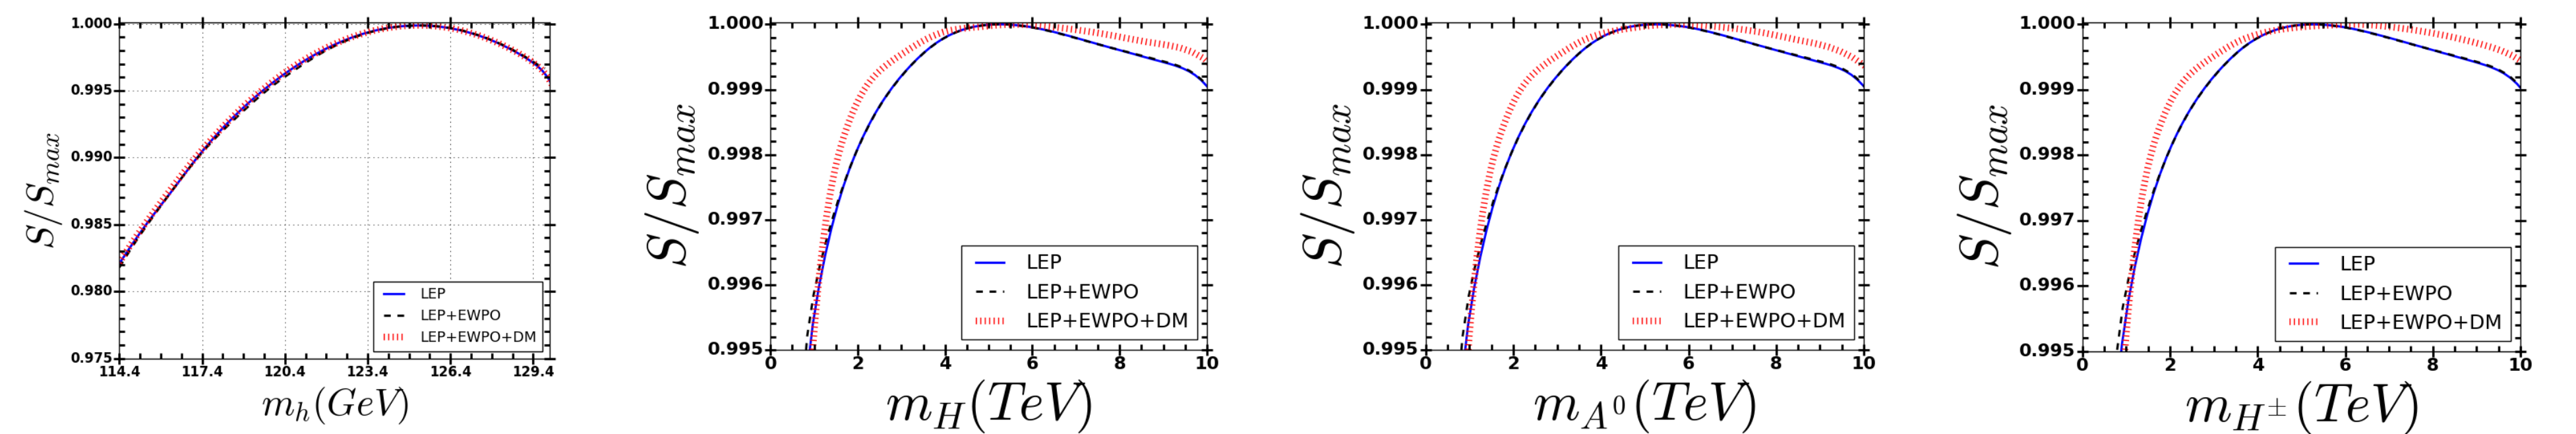 S/S_max
1.000
0.995
0.990
0.985
0.980
0.975
114.4 117.4 120.4 123.4 126.4 129.4
m_h(GeV)
LEP
LEP+EWPO
LEP+EWPO+DM
S/S_max
1.000
0.999
0.998
0.997
0.996
0.995
0 2 4 6 8 10
m_H(TeV)
LEP
LEP+EWPO
LEP+EWPO+DM
S/S_max
1.000
0.999
0.998
0.997
0.996
0.995
0 2 4 6 8 10
m_{A^0}(TeV)
LEP
LEP+EWPO
LEP+EWPO+DM
S/S_max
1.000
0.999
0.998
0.997
0.996
0.995
0 2 4 6 8 10
m_{H^±}(TeV)
LEP
LEP+EWPO
LEP+EWPO+DM